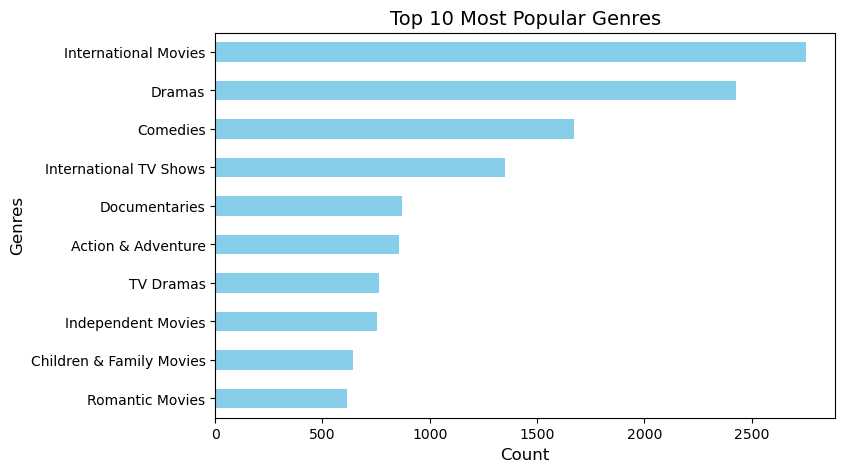 Top 10 Most Popular Genres
International Movies
Dramas
Comedies
International TV Shows
Documentaries
Action & Adventure
TV Dramas
Independent Movies
Children & Family Movies
Romantic Movies
Genres
0 500 1000 1500 2000 2500
Count